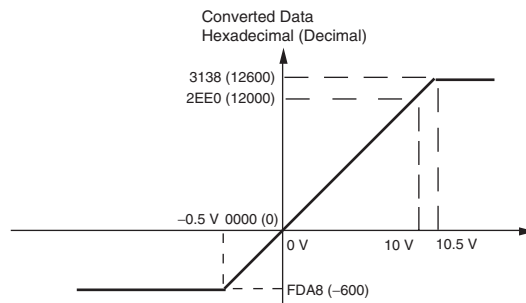 Converted Data
Hexadecimal (Decimal)
3138 (12600)
2EE0 (12000)
−0.5 V 0000 (0)
0 V
10 V
10.5 V
FDA8 (−600)